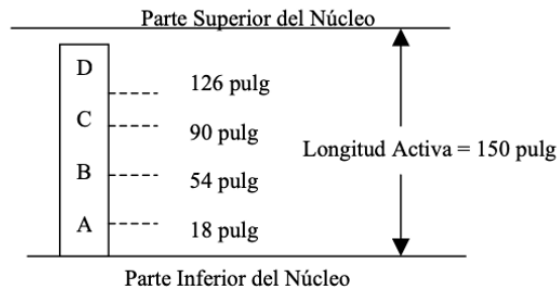 Parte Superior del Núcleo
D
126 pulg
C
90 pulg
Longitud Activa = 150 pulg
B
54 pulg
A
18 pulg
Parte Inferior del Núcleo